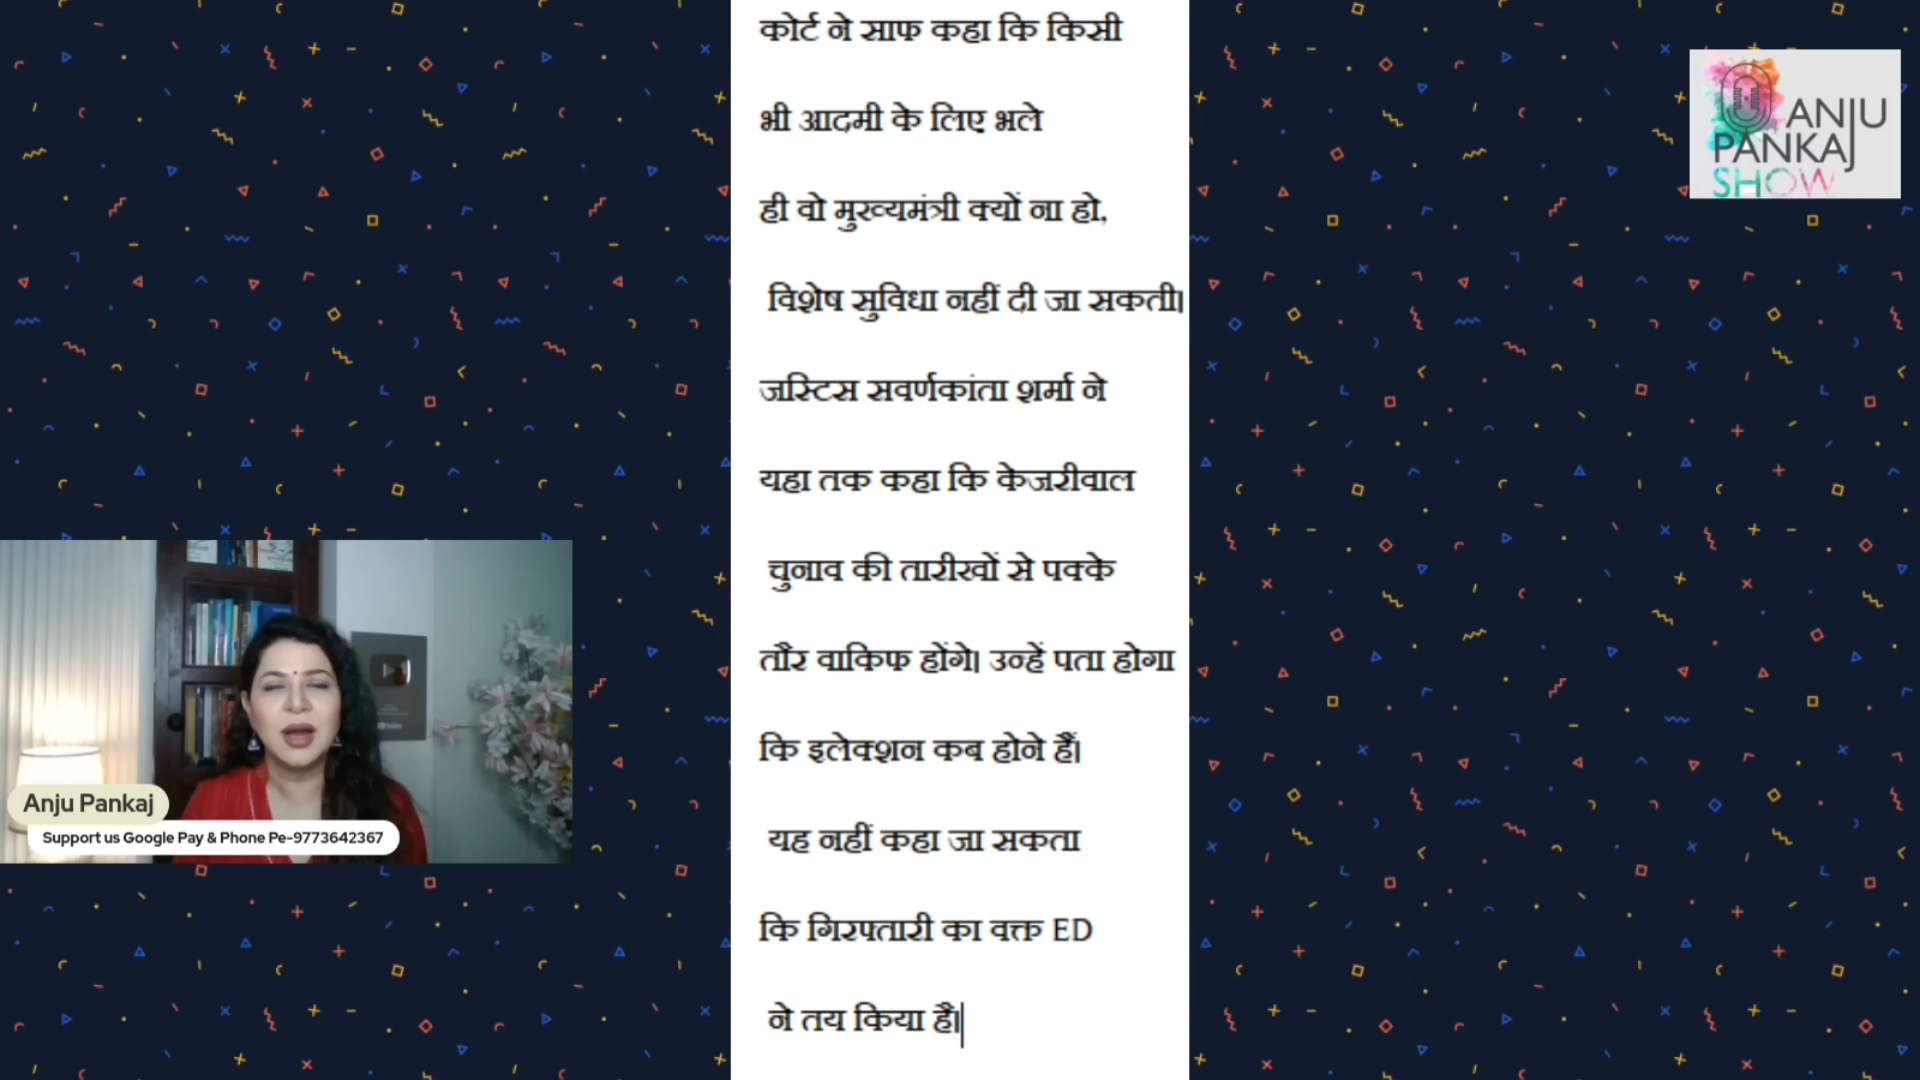 कोर्ट ने साफ कहा कि किसी
भी आदमी के लिए भले
ही वो मुख्यमंत्री क्यों ना हो,
विशेष सुविधा नहीं दी जा सकती।
जस्टिस सवर्णकांता शर्मा ने
यहा तक कहा कि केजरीवाल
चुनाव की तारीखों से पक्के
तौर वाकिफ होंगे। उन्हें पता होगा
कि इलेक्शन कब होने हैं।
यह नहीं कहा जा सकता
कि गिरफ्तारी का वक्त ED
ने तय किया है।
ANJU
PANKAJ
SHOW
Anju Pankaj
Support us Google Pay & Phone Pe-9773642367